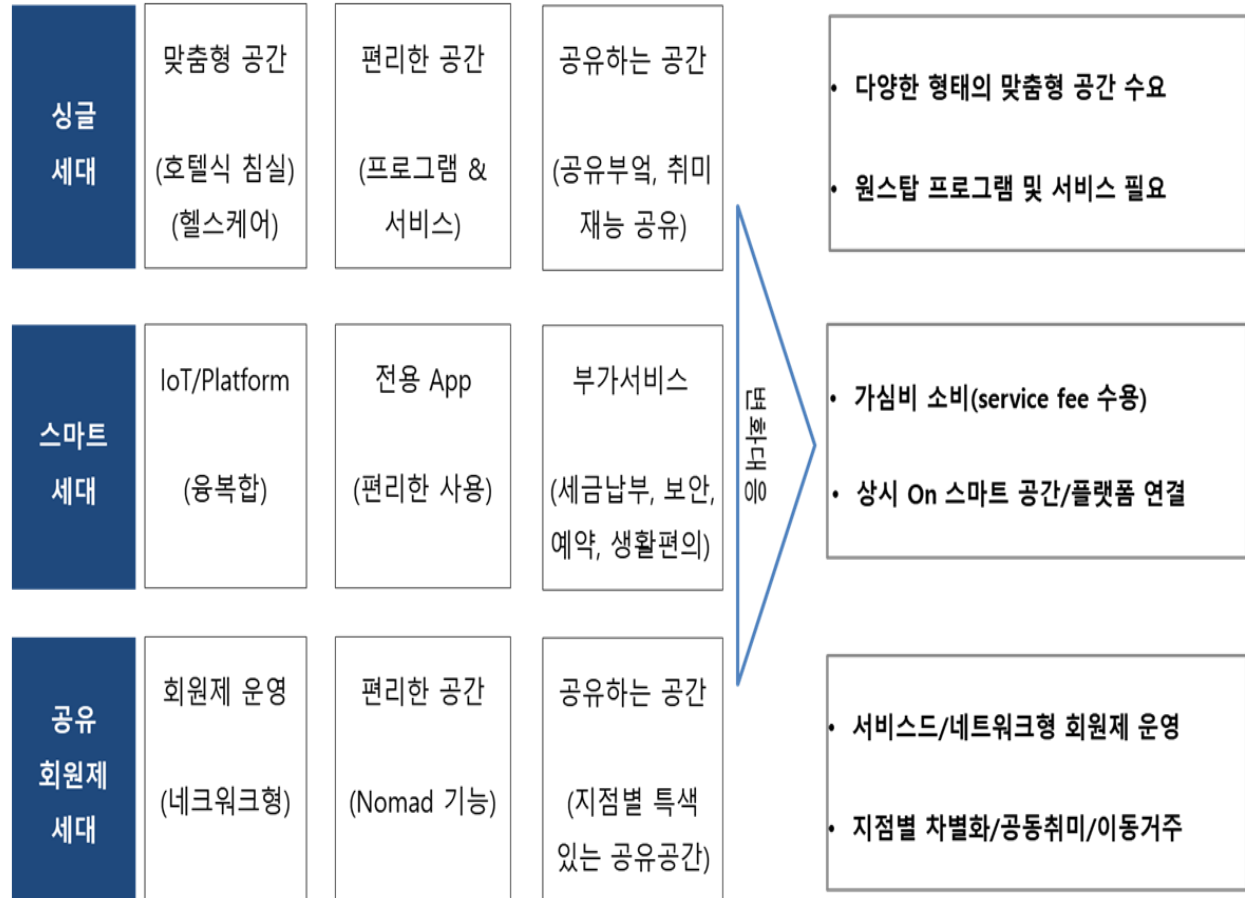 싱글
세대
맞춤형 공간
(호텔식 침실)
(헬스케어)
편리한 공간
(프로그램 &
서비스)
공유하는 공간
(공유부엌, 취미
재능 공유)
• 다양한 형태의 맞춤형 공간 수요
• 원스탑 프로그램 및 서비스 필요
스마트
세대
IoT/Platform
(융복합)
전용 App
(편리한 사용)
부가서비스
(세금납부, 보안,
예약, 생활편의)
변화대응
• 가심비 소비(service fee 수용)
• 상시 On 스마트 공간/플랫폼 연결
공유
회원제
세대
회원제 운영
(네크워크형)
편리한 공간
(Nomad 기능)
공유하는 공간
(지점별 특색
있는 공유공간)
• 서비스드/네트워크형 회원제 운영
• 지점별 차별화/공동취미/이동거주